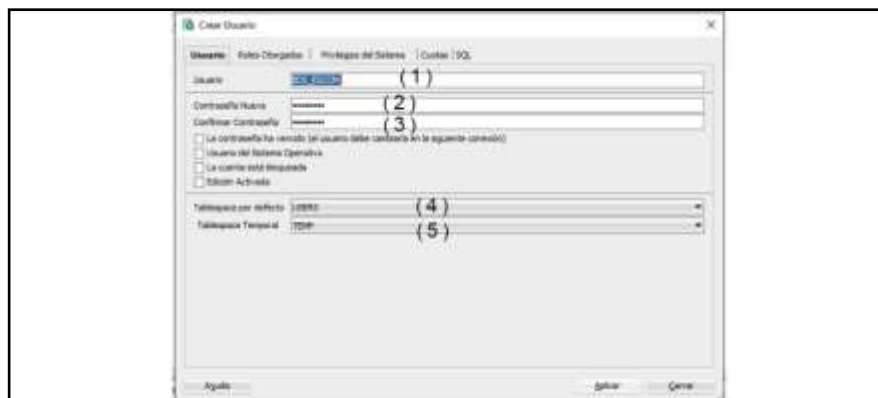 Crear Usuario
Usuario Roles Otorgados Privilegios del Sistema Cuotas SQL
Usuario (1)
Contraseña Nueva ******** (2)
Confirmar Contraseña ******** (3)
La contraseña ha vencido (el usuario debe cambiarla en la siguiente conexión)
Usuario del Sistema Operativo
La cuenta está bloqueada
Edición Activada
Tablespace por defecto USERS (4)
Tablespace Temporal TEMP (5)
Ayuda Aplicar Cerrar